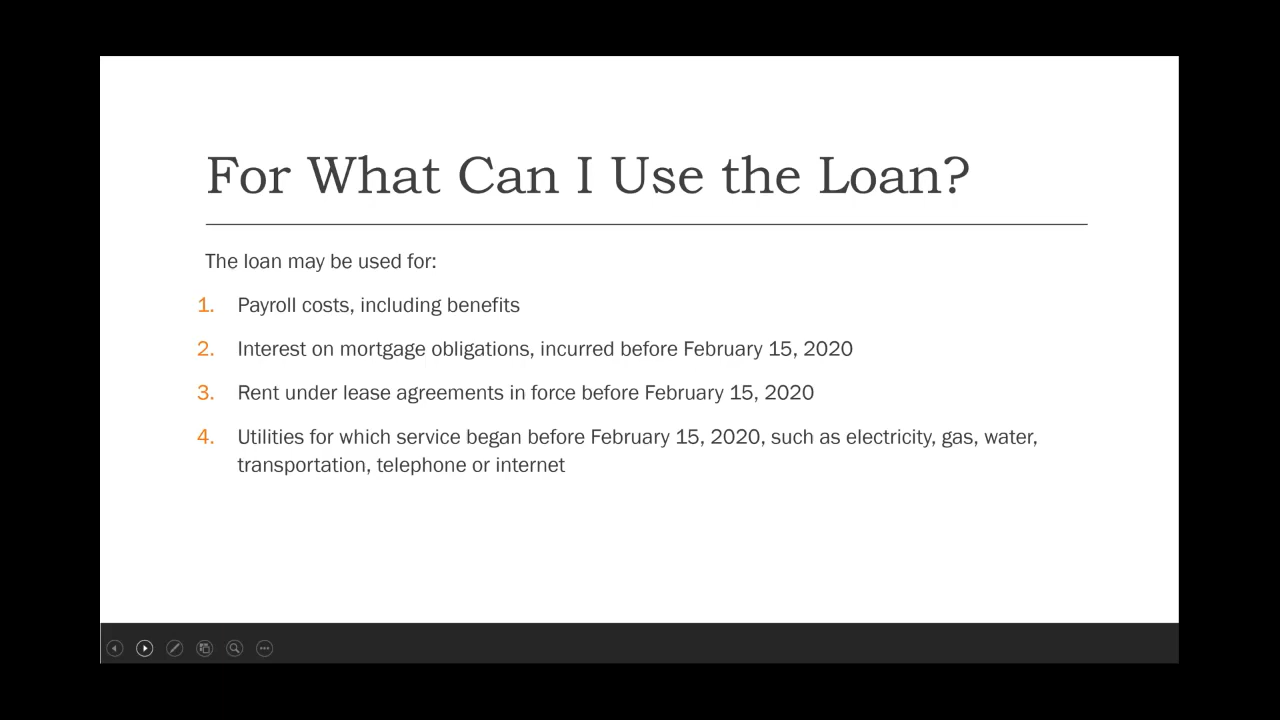 For What Can I Use the Loan?
The loan may be used for:
1. Payroll costs, including benefits
2. Interest on mortgage obligations, incurred before February 15, 2020
3. Rent under lease agreements in force before February 15, 2020
4. Utilities for which service began before February 15, 2020, such as electricity, gas, water,
transportation, telephone or internet